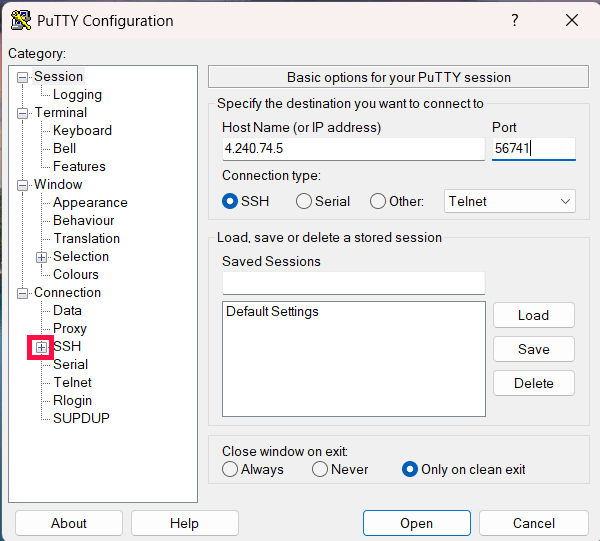 PuTTY Configuration
?
Category:
Session
Logging
Terminal
Keyboard
Bell
Features
Window
Appearance
Behaviour
Translation
Selection
Colours
Connection
Data
Proxy
SSH
Serial
Telnet
Rlogin
SUPDUP
Basic options for your PuTTY session
Specify the destination you want to connect to
Host Name (or IP address) Port
4.240.74.5 56741
Connection type:
SSH Serial Other: Telnet
Load, save or delete a stored session
Saved Sessions
Default Settings
Load
Save
Delete
Close window on exit:
Always Never Only on clean exit
About Help Open Cancel